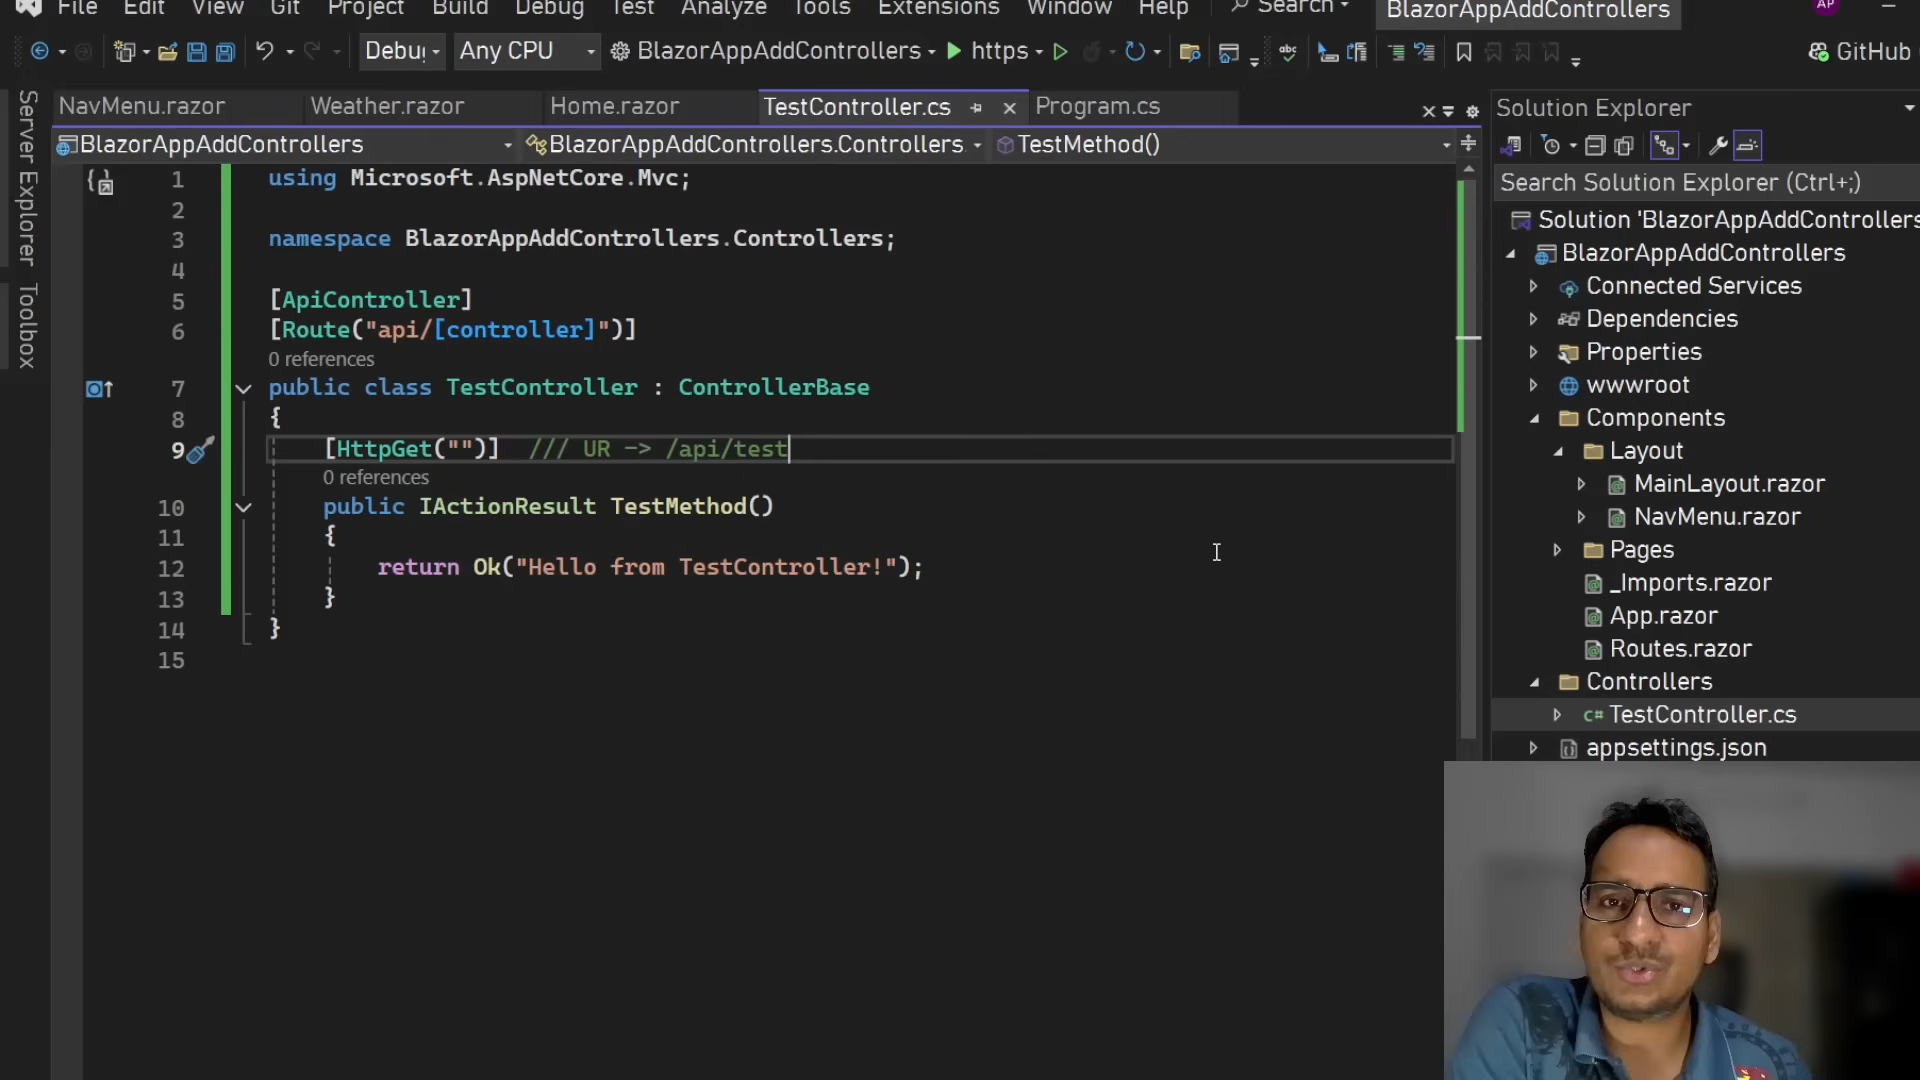 File Edit View Git Project Build Debug Test Analyze Tools Extensions Window Help Search BlazorAppAddControllers AP
Debug Any CPU BlazorAppAddControllers https GitHub
Server Explorer
Toolbox
NavMenu.razor Weather.razor Home.razor TestController.cs Program.cs
BlazorAppAddControllers BlazorAppAddControllers.Controllers TestMethod()
1 using Microsoft.AspNetCore.Mvc;
2
3 namespace BlazorAppAddControllers.Controllers;
4
5 [ApiController]
6 [Route("api/[controller]")]
0 references
7 public class TestController : ControllerBase
8 {
9 [HttpGet("")] /// UR -> /api/test
0 references
10 public IActionResult TestMethod()
11 {
12 return Ok("Hello from TestController!");
13 }
14 }
15
Solution Explorer
Search Solution Explorer (Ctrl+;)
Solution 'BlazorAppAddControllers
BlazorAppAddControllers
Connected Services
Dependencies
Properties
wwwroot
Components
Layout
MainLayout.razor
NavMenu.razor
Pages
_Imports.razor
App.razor
Routes.razor
Controllers
C# TestController.cs
appsettings.json